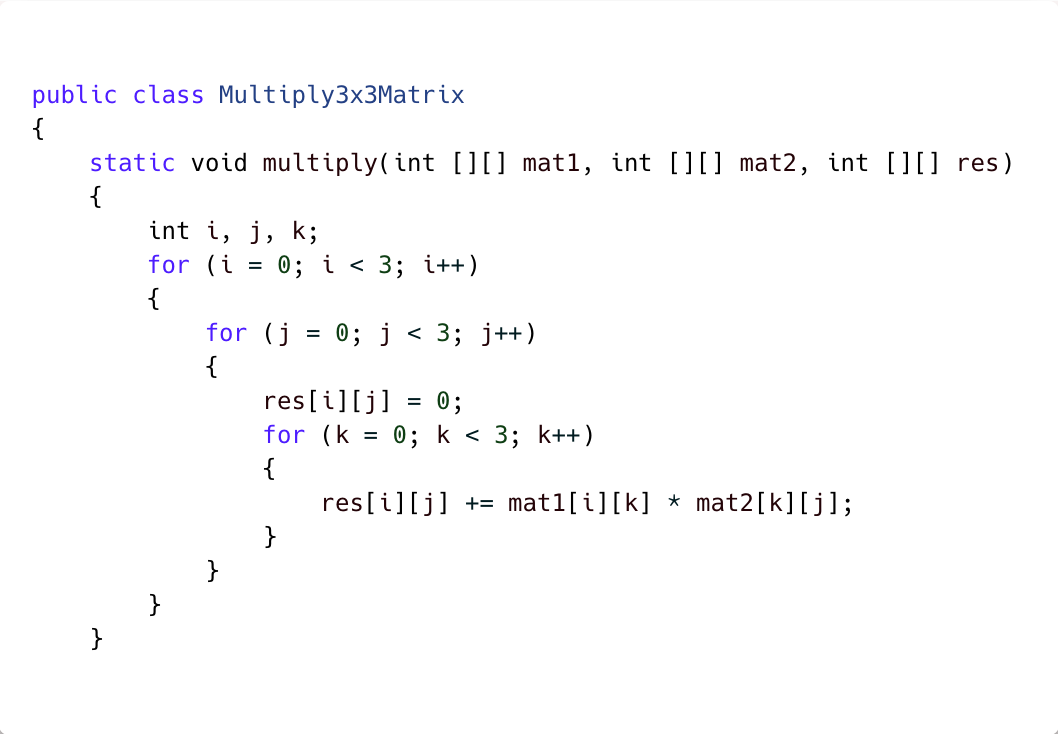 public class Multiply3x3Matrix
{
    static void multiply(int [][] mat1, int [][] mat2, int [][] res)
    {
        int i, j, k;
        for (i = 0; i < 3; i++)
        {
            for (j = 0; j < 3; j++)
            {
                res[i][j] = 0;
                for (k = 0; k < 3; k++)
                {
                    res[i][j] += mat1[i][k] * mat2[k][j];
                }
            }
        }
    }